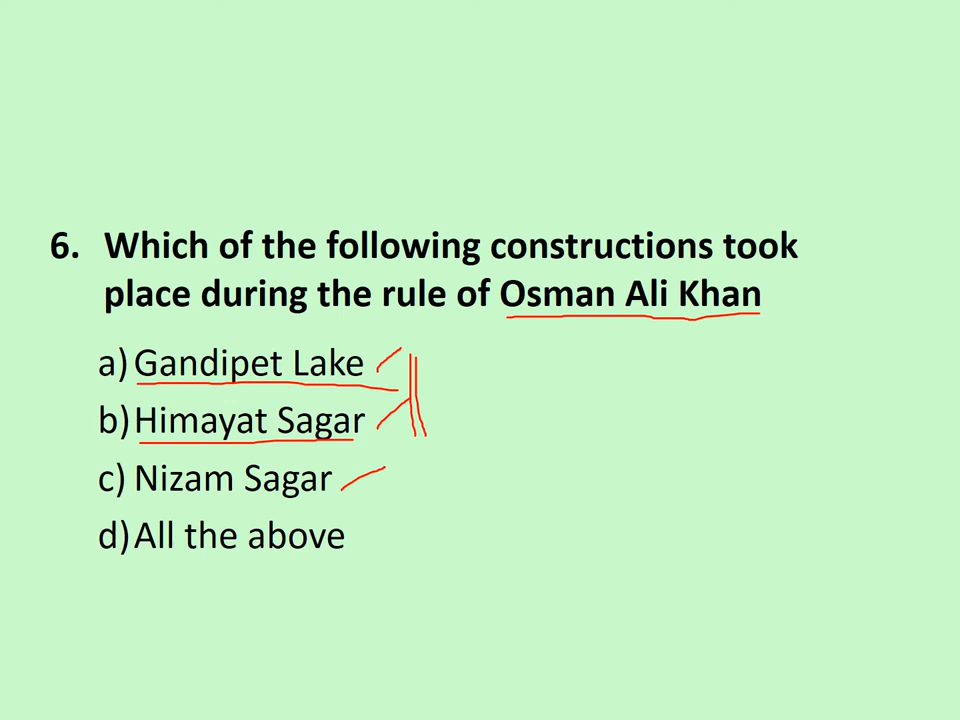 6. Which of the following constructions took
place during the rule of Osman Ali Khan
a) Gandipet Lake
b) Himayat Sagar
c) Nizam Sagar
d) All the above